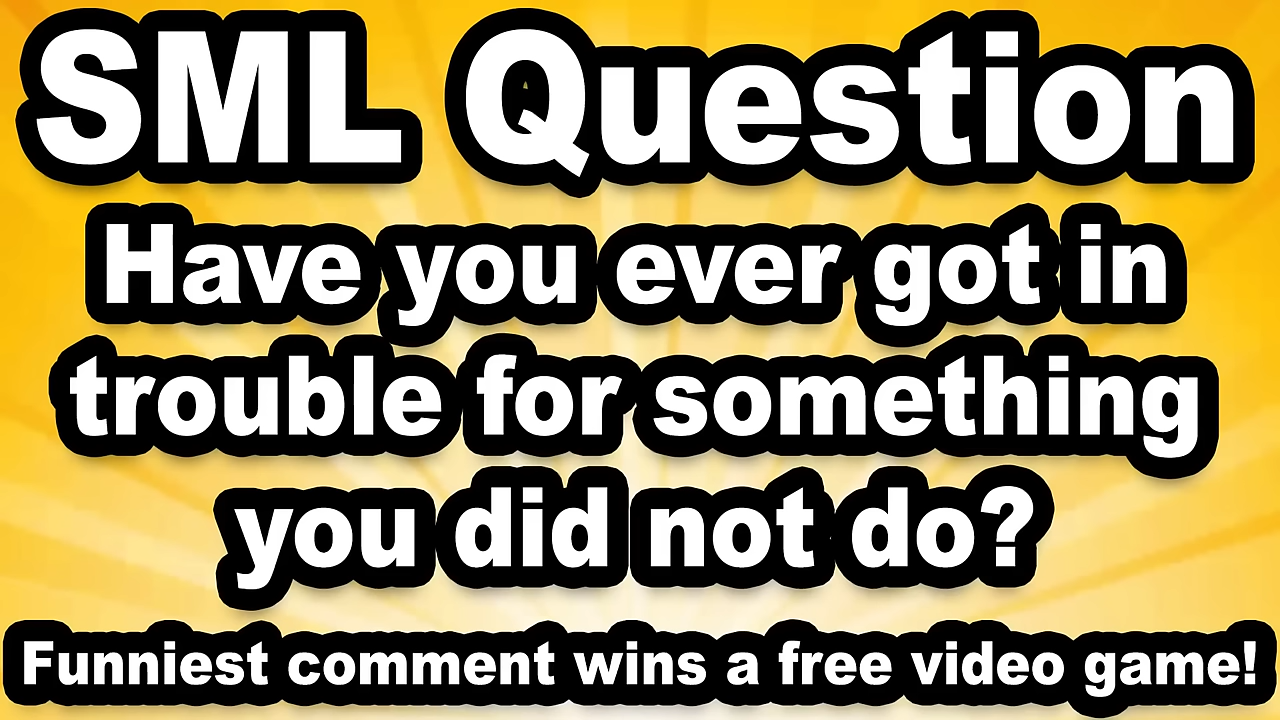 SML Question
Have you ever got in
trouble for something
you did not do?
Funniest comment wins a free video game!